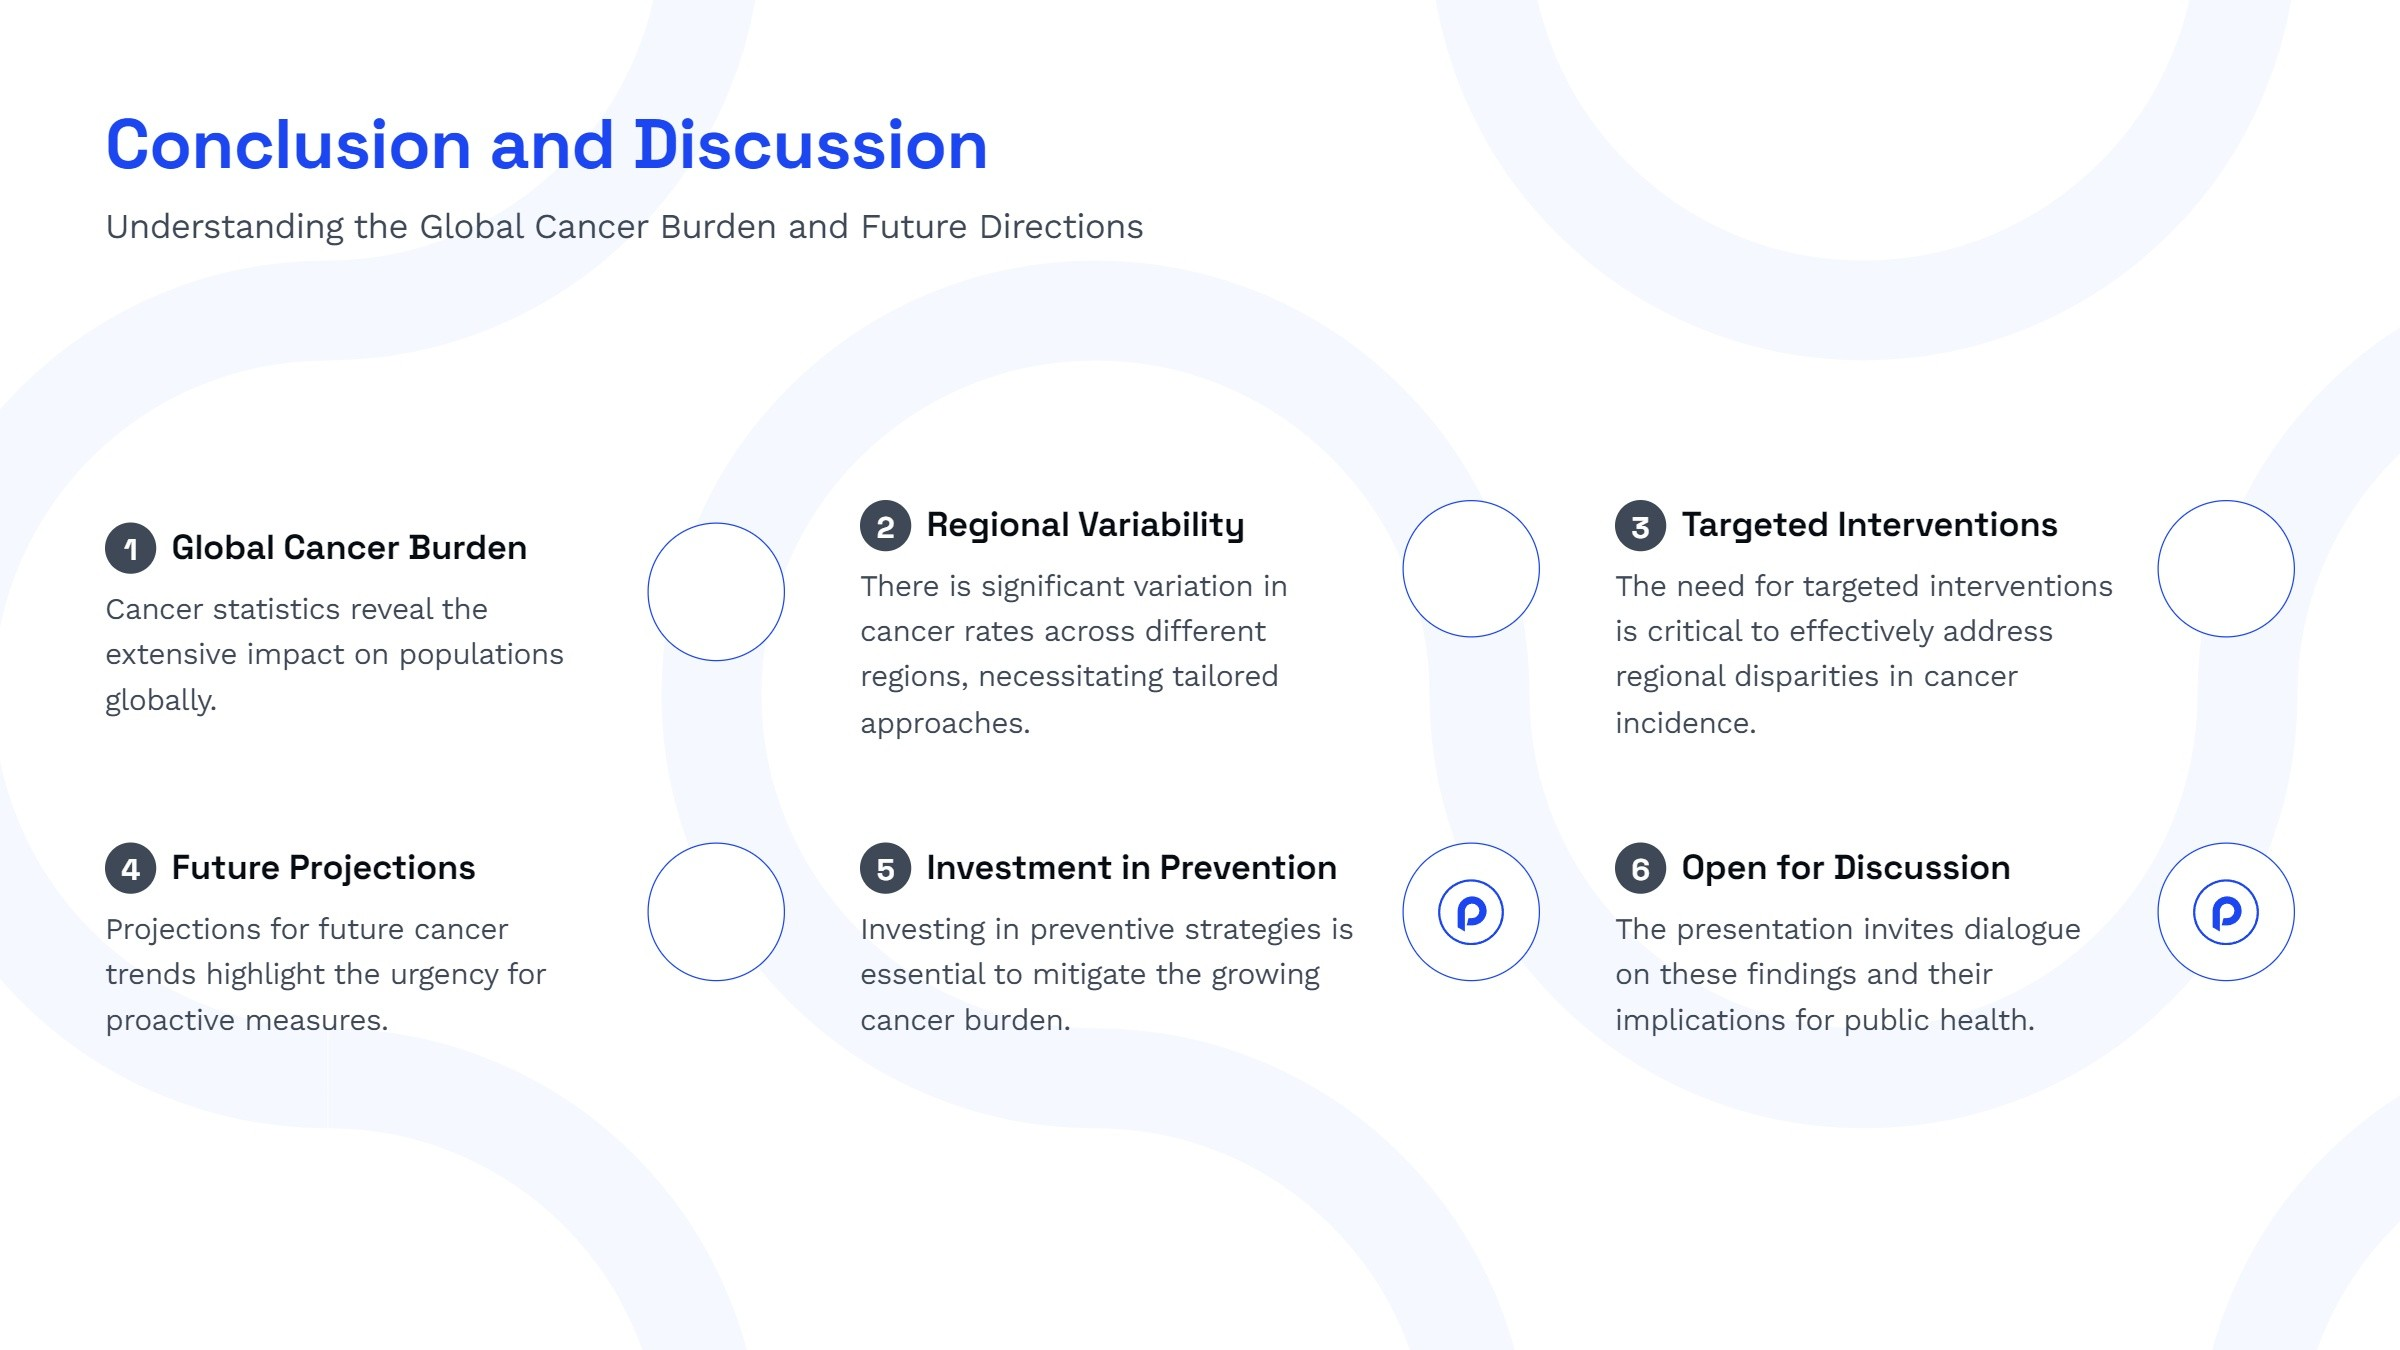 Conclusion and Discussion
Understanding the Global Cancer Burden and Future Directions
1 Global Cancer Burden
Cancer statistics reveal the
extensive impact on populations
globally.
2 Regional Variability
There is significant variation in
cancer rates across different
regions, necessitating tailored
approaches.
3 Targeted Interventions
The need for targeted interventions
is critical to effectively address
regional disparities in cancer
incidence.
4 Future Projections
Projections for future cancer
trends highlight the urgency for
proactive measures.
5 Investment in Prevention
Investing in preventive strategies is
essential to mitigate the growing
cancer burden.
6 Open for Discussion
The presentation invites dialogue
on these findings and their
implications for public health.